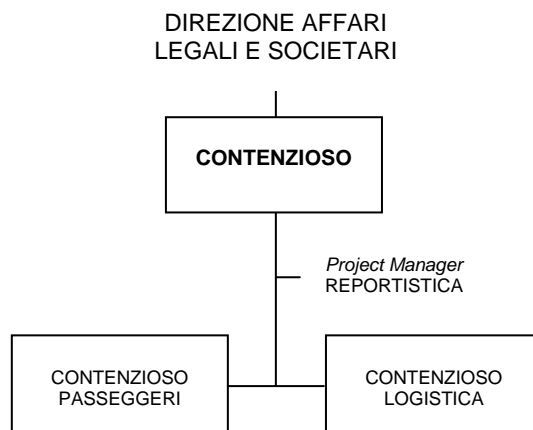 DIREZIONE AFFARI
LEGALI E SOCIETARI
CONTENZIOSO
Project Manager
REPORTISTICA
CONTENZIOSO
PASSEGGERI
CONTENZIOSO
LOGISTICA